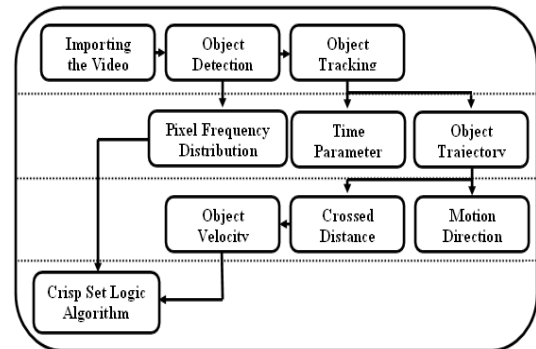 Importing
the Video
Object
Detection
Object
Tracking
Pixel Frequency
Distribution
Time
Parameter
Object
Trajectory
Object
Velocity
Crossed
Distance
Motion
Direction
Crisp Set Logic
Algorithm